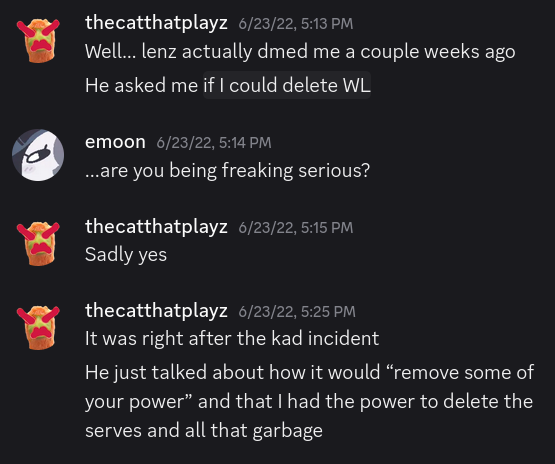 thecatthatplayz 6/23/22, 5:13 PM
Well... lenz actually dmed me a couple weeks ago
He asked me if I could delete WL
emoon 6/23/22, 5:14 PM
...are you being freaking serious?
thecatthatplayz 6/23/22, 5:15 PM
Sadly yes
thecatthatplayz 6/23/22, 5:25 PM
It was right after the kad incident
He just talked about how it would “remove some of
your power” and that I had the power to delete the
serves and all that garbage